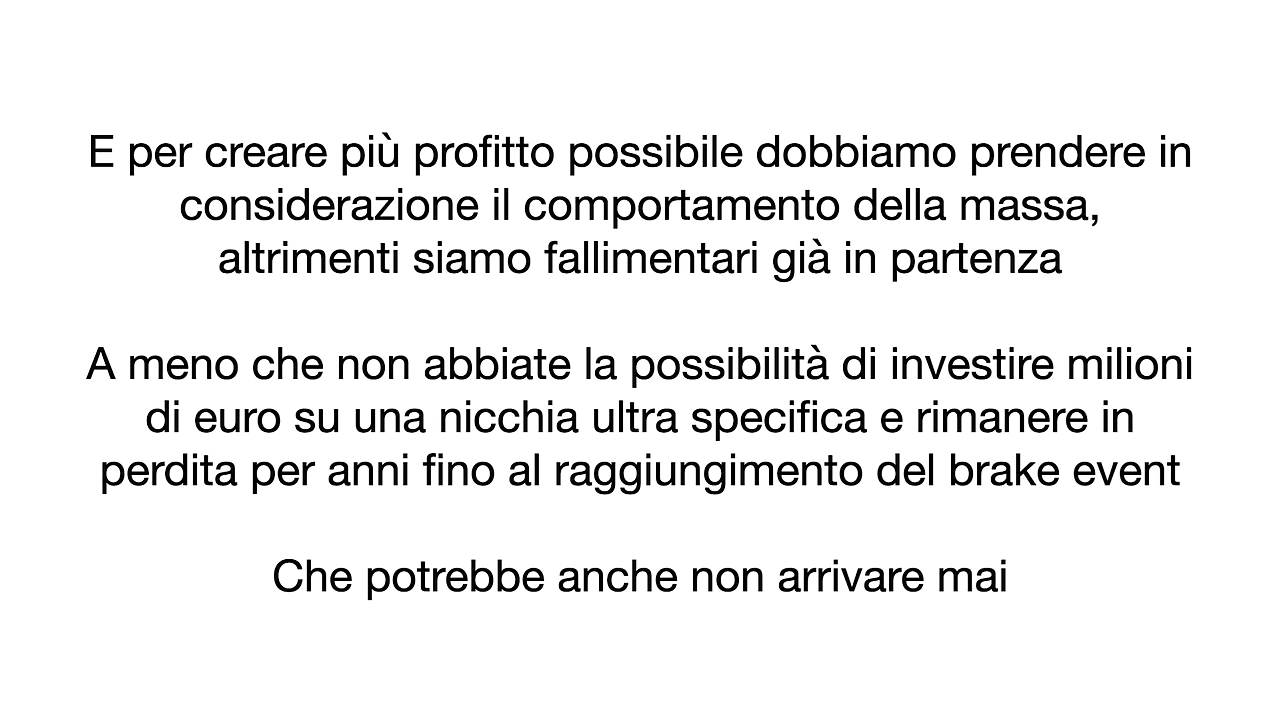 E per creare più profitto possibile dobbiamo prendere in
considerazione il comportamento della massa,
altrimenti siamo fallimentari già in partenza
A meno che non abbiate la possibilità di investire milioni
di euro su una nicchia ultra specifica e rimanere in
perdita per anni fino al raggiungimento del brake event
Che potrebbe anche non arrivare mai